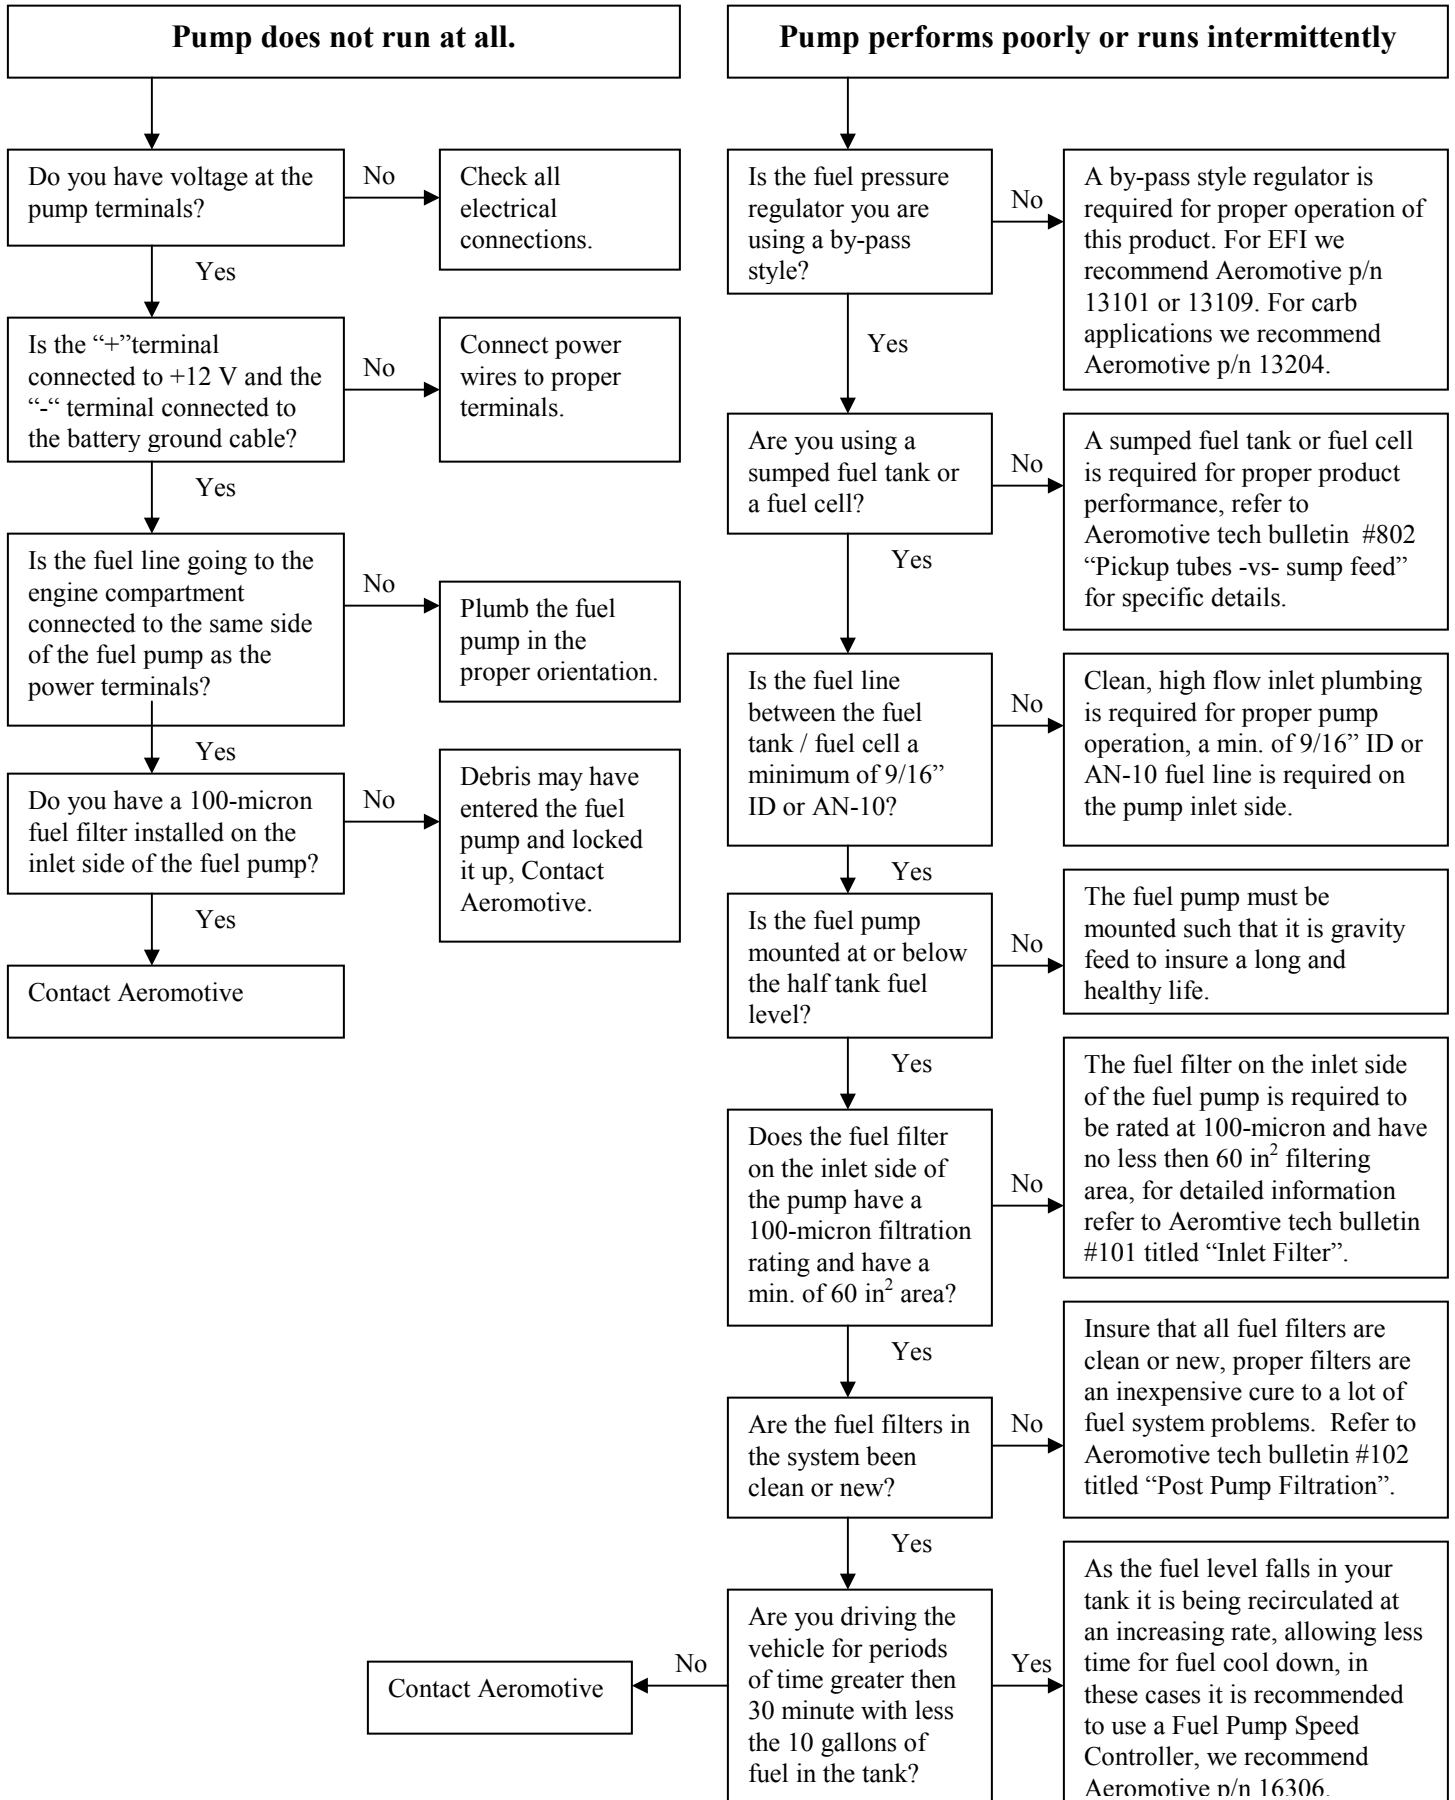 Pump does not run at all.
Do you have voltage at the
pump terminals?
No
Check all
electrical
connections.
Yes
Is the “+”terminal
connected to +12 V and the
“-“ terminal connected to
the battery ground cable?
No
Connect power
wires to proper
terminals.
Yes
Is the fuel line going to the
engine compartment
connected to the same side
of the fuel pump as the
power terminals?
No
Plumb the fuel
pump in the
proper orientation.
Yes
Do you have a 100-micron
fuel filter installed on the
inlet side of the fuel pump?
No
Debris may have
entered the fuel
pump and locked
it up, Contact
Aeromotive.
Yes
Contact Aeromotive
Pump performs poorly or runs intermittently
Is the fuel pressure
regulator you are
using a by-pass
style?
No
A by-pass style regulator is
required for proper operation of
this product. For EFI we
recommend Aeromotive p/n
13101 or 13109. For carb
applications we recommend
Aeromotive p/n 13204.
Yes
Are you using a
sumped fuel tank or
a fuel cell?
No
A sumped fuel tank or fuel cell
is required for proper product
performance, refer to
Aeromotive tech bulletin  #802
“Pickup tubes -vs- sump feed”
for specific details.
Yes
Is the fuel line
between the fuel
tank / fuel cell a
minimum of 9/16”
ID or AN-10?
No
Clean, high flow inlet plumbing
is required for proper pump
operation, a min. of 9/16” ID or
AN-10 fuel line is required on
the pump inlet side.
Yes
Is the fuel pump
mounted at or below
the half tank fuel
level?
No
The fuel pump must be
mounted such that it is gravity
feed to insure a long and
healthy life.
Yes
Does the fuel filter
on the inlet side of
the pump have a
100-micron filtration
rating and have a
min. of 60 in² area?
No
The fuel filter on the inlet side
of the fuel pump is required to
be rated at 100-micron and have
no less then 60 in² filtering
area, for detailed information
refer to Aeromtive tech bulletin
#101 titled “Inlet Filter”.
Yes
Are the fuel filters in
the system been
clean or new?
No
Insure that all fuel filters are
clean or new, proper filters are
an inexpensive cure to a lot of
fuel system problems.  Refer to
Aeromotive tech bulletin #102
titled “Post Pump Filtration”.
Yes
Are you driving the
vehicle for periods
of time greater then
30 minute with less
the 10 gallons of
fuel in the tank?
No
Contact Aeromotive
Yes
As the fuel level falls in your
tank it is being recirculated at
an increasing rate, allowing less
time for fuel cool down, in
these cases it is recommended
to use a Fuel Pump Speed
Controller, we recommend
Aeromotive p/n 16306.